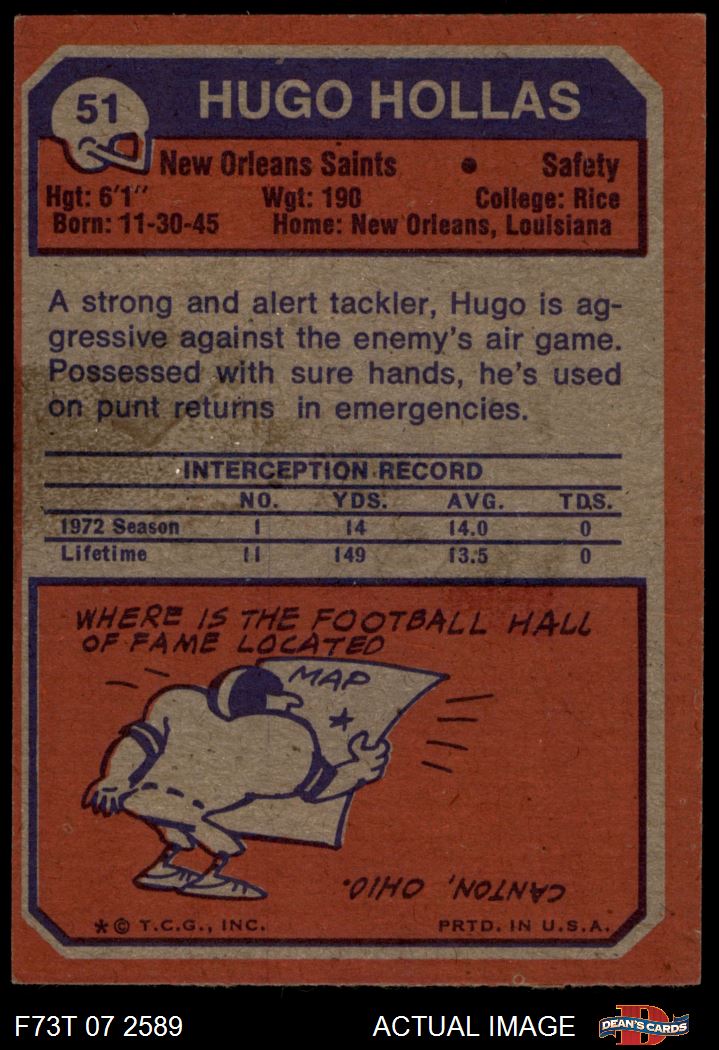 51
HUGO HOLLAS
New Orleans Saints • Safety
Hgt: 6'1" Wgt: 190 College: Rice
Born: 11-30-45 Home: New Orleans, Louisiana
A strong and alert tackler, Hugo is ag-
gressive against the enemy's air game.
Possessed with sure hands, he's used
on punt returns in emergencies.
INTERCEPTION RECORD
NO. YDS. AVG. TDS.
1972 Season 1 14 14.0 0
Lifetime 11 149 13.5 0
WHERE IS THE FOOTBALL HALL
OF FAME LOCATED
MAP
CANTON, OHIO.
*© T.C.G., INC. PRTD. IN U.S.A.
F73T 07 2589 ACTUAL IMAGE
D
DEAN'S CARDS